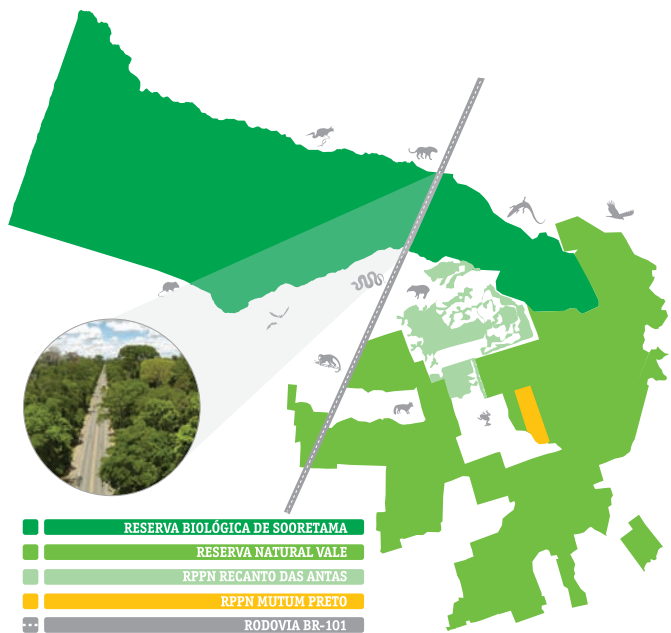 RESERVA BIOLÓGICA DE SOORETAMA
RESERVA NATURAL VALE
RPPN RECANTO DAS ANTAS
RPPN MUTUM PRETO
RODOVIA BR-101